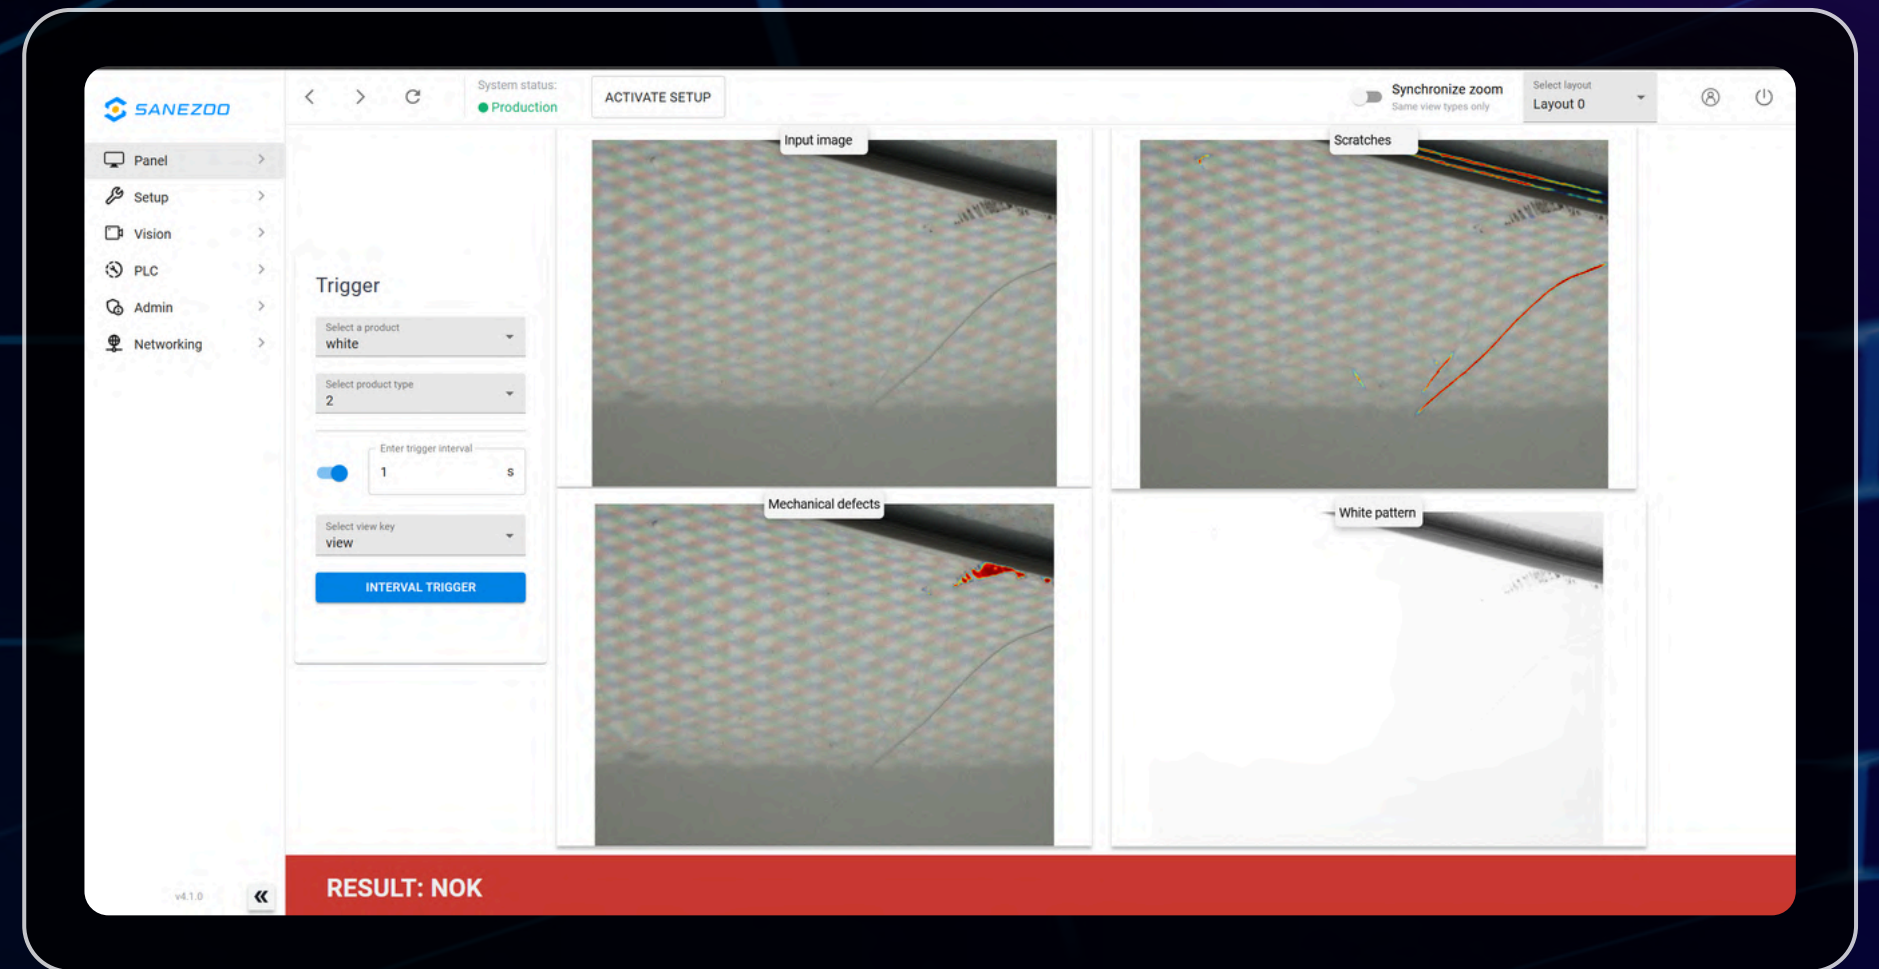 SANEZOO
System status:
Production
ACTIVATE SETUP
Synchronize zoom
Same view types only
Select layout
Layout 0
Panel
Setup
Vision
PLC
Admin
Networking
Trigger
Select a product
white
Select product type
2
Enter trigger interval
1 s
Select view key
view
INTERVAL TRIGGER
Input image
Scratches
Mechanical defects
White pattern
v4.1.0
RESULT: NOK